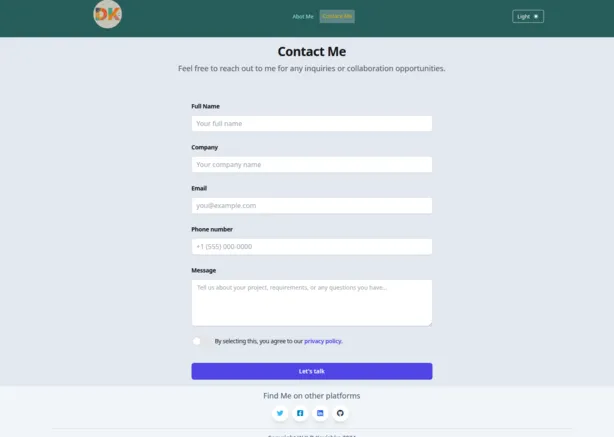 DK
Abot Me
Contact Me
Light
Contact Me
Feel free to reach out to me for any inquiries or collaboration opportunities.
Full Name
Your full name
Company
Your company name
Email
you@example.com
Phone number
+1 (555) 000-0000
Message
Tell us about your project, requirements, or any questions you have...
By selecting this, you agree to our privacy policy.
Let's talk
Find Me on other platforms